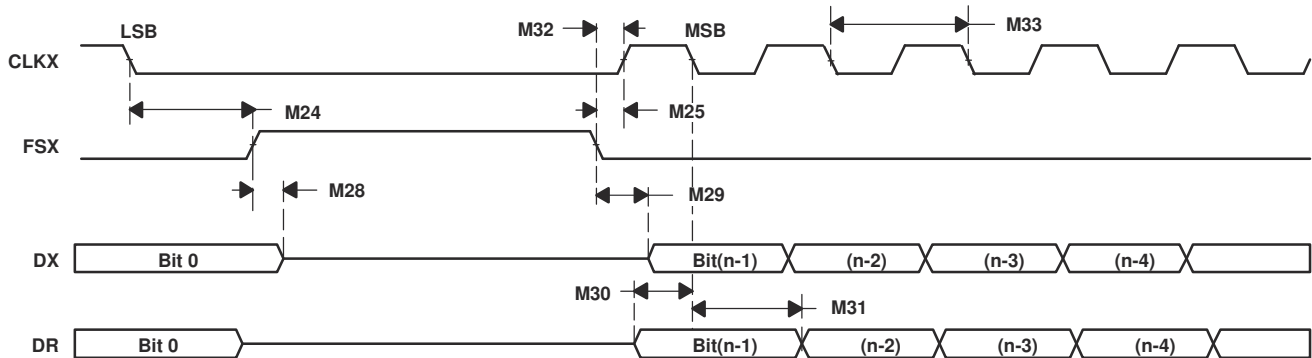 LSB
M32
MSB
M33
CLKX
M24
M25
FSX
M28
M29
DX
Bit 0
Bit(n-1)
(n-2)
(n-3)
(n-4)
M30
M31
DR
Bit 0
Bit(n-1)
(n-2)
(n-3)
(n-4)